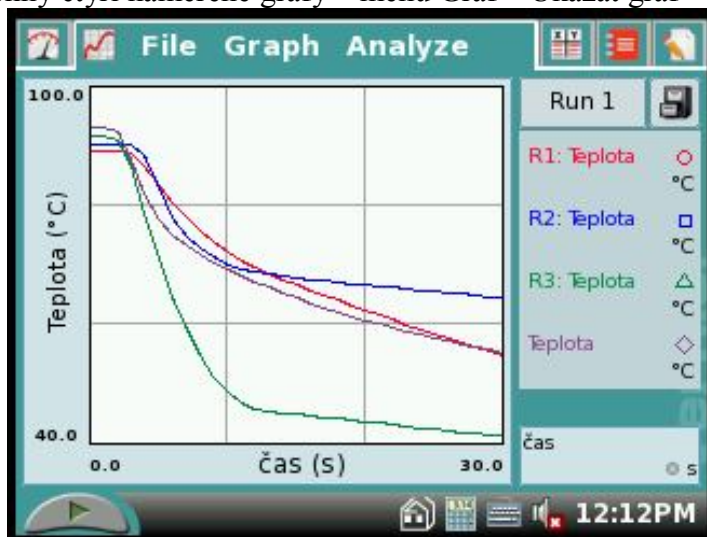 File Graph Analyze
100.0
Teplota (°C)
40.0
0.0
čas (s)
30.0
Run 1
R1: Teplota
°C
R2: Teplota
°C
R3: Teplota
°C
Teplota
°C
čas
s
12:12PM